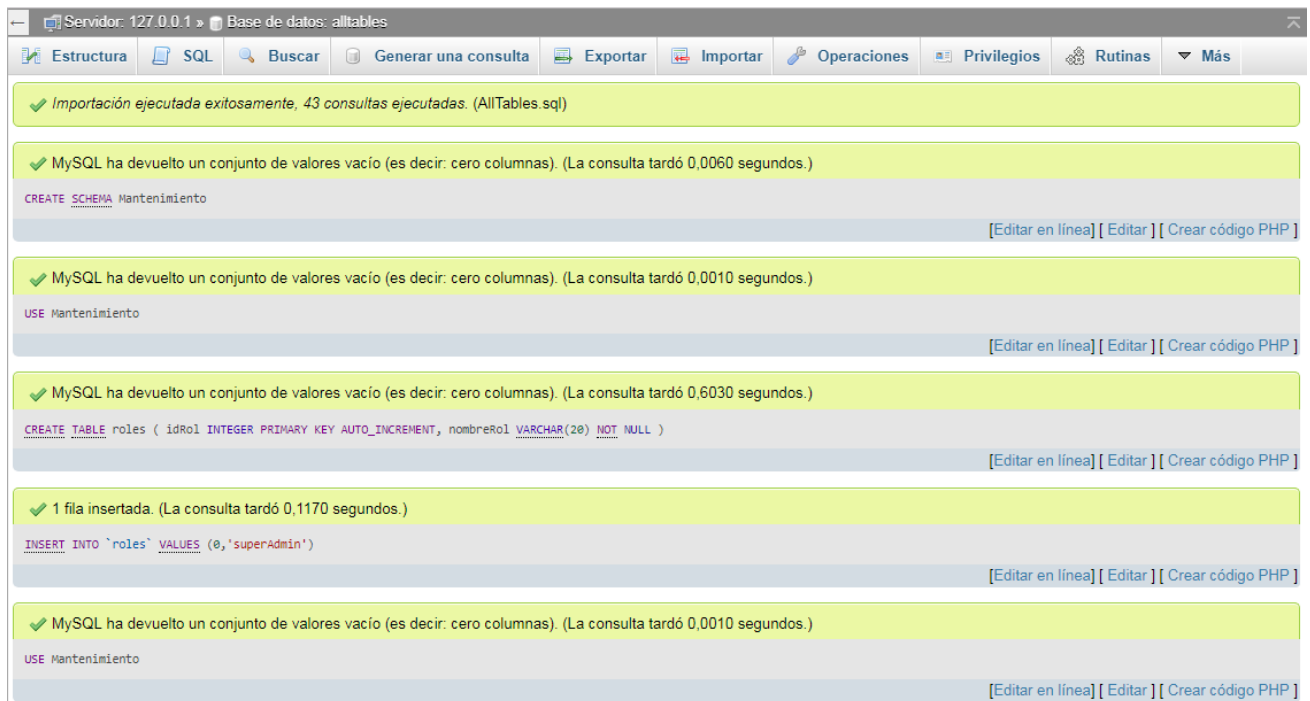 ← Servidor: 127.0.0.1 » Base de datos: alltables
Estructura SQL Buscar Generar una consulta Exportar Importar Operaciones Privilegios Rutinas Más
Importación ejecutada exitosamente, 43 consultas ejecutadas. (AllTables.sql)
MySQL ha devuelto un conjunto de valores vacío (es decir: cero columnas). (La consulta tardó 0,0060 segundos.)
CREATE SCHEMA Mantenimiento
[Editar en línea] [ Editar ] [ Crear código PHP ]
MySQL ha devuelto un conjunto de valores vacío (es decir: cero columnas). (La consulta tardó 0,0010 segundos.)
USE Mantenimiento
[Editar en línea] [ Editar ] [ Crear código PHP ]
MySQL ha devuelto un conjunto de valores vacío (es decir: cero columnas). (La consulta tardó 0,6030 segundos.)
CREATE TABLE roles ( idRol INTEGER PRIMARY KEY AUTO_INCREMENT, nombreRol VARCHAR(20) NOT NULL )
[Editar en línea] [ Editar ] [ Crear código PHP ]
1 fila insertada. (La consulta tardó 0,1170 segundos.)
INSERT INTO `roles` VALUES (0,'superAdmin')
[Editar en línea] [ Editar ] [ Crear código PHP ]
MySQL ha devuelto un conjunto de valores vacío (es decir: cero columnas). (La consulta tardó 0,0010 segundos.)
USE Mantenimiento
[Editar en línea] [ Editar ] [ Crear código PHP ]